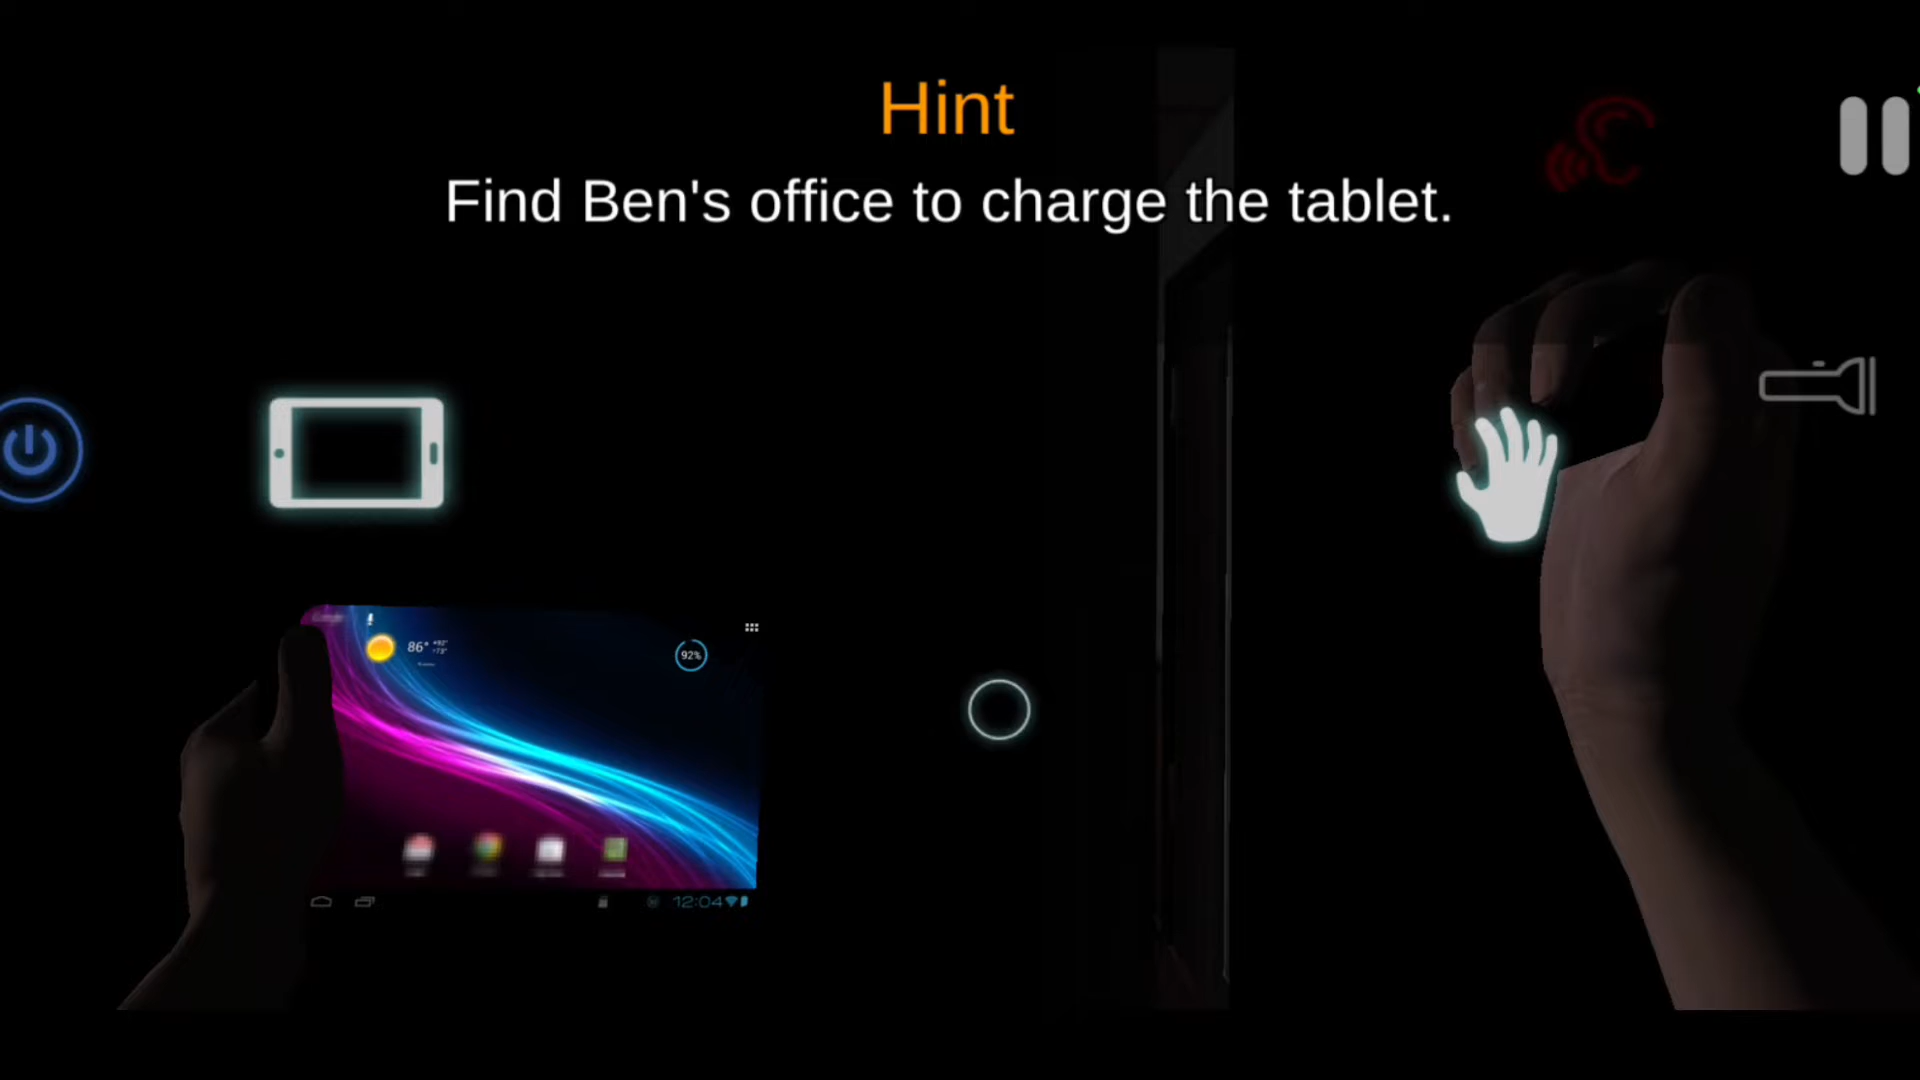 Hint
Find Ben's office to charge the tablet.
86°
92%
12:04